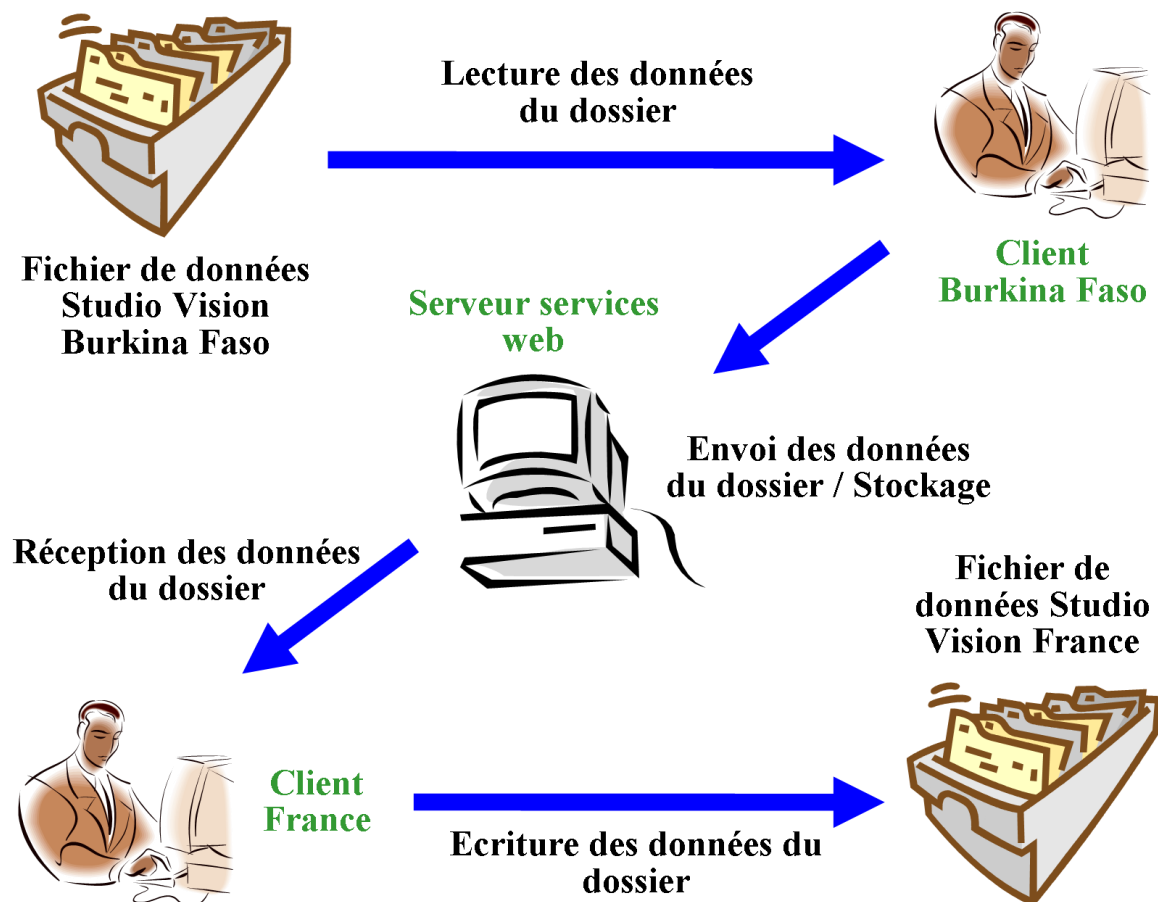 Lecture des données
du dossier
Fichier de données
Studio Vision
Burkina Faso
Client
Burkina Faso
Serveur services
web
Envoi des données
du dossier / Stockage
Réception des données
du dossier
Fichier de
données Studio
Vision France
Client
France
Ecriture des données du
dossier